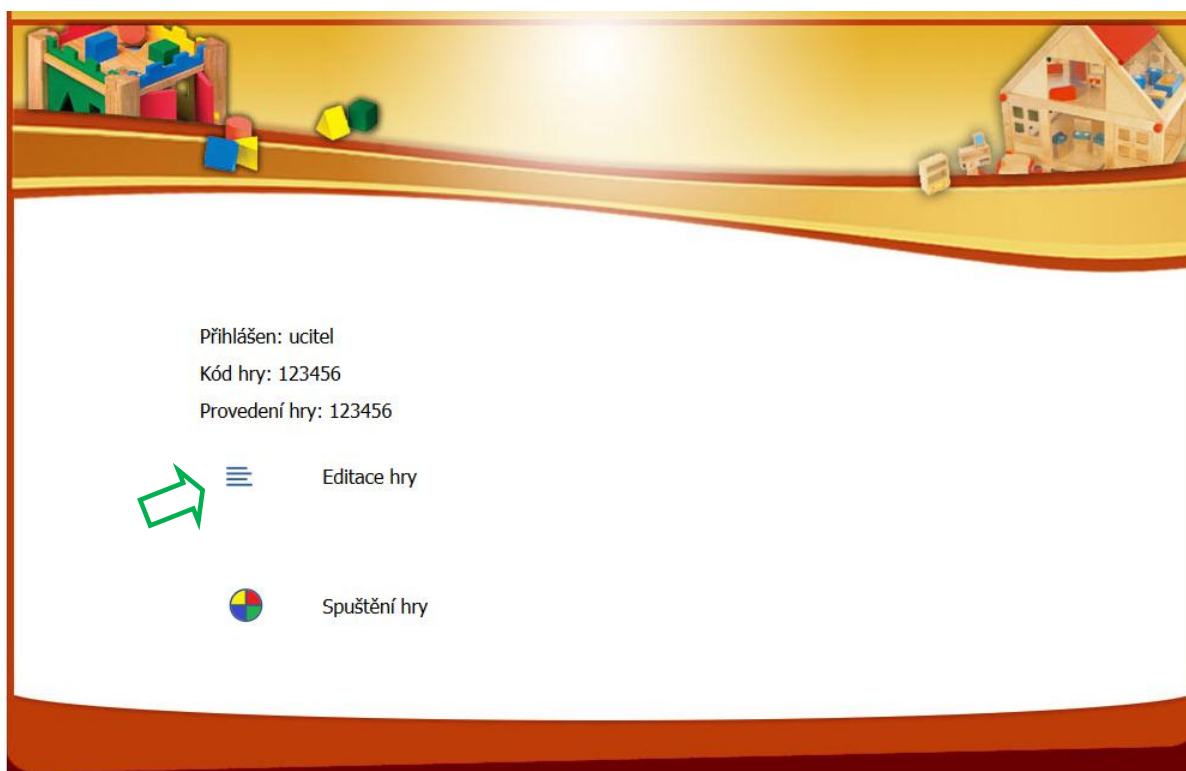 Přihlášen: ucitel
Kód hry: 123456
Provedení hry: 123456
Editace hry
Spuštění hry